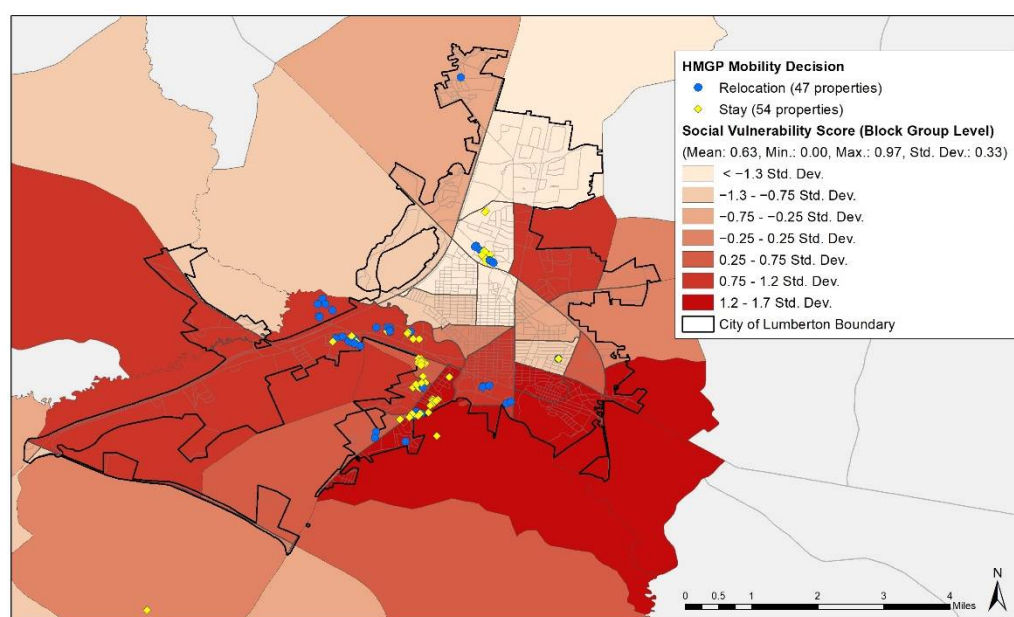 HMGP Mobility Decision
Relocation (47 properties)
Stay (54 properties)
Social Vulnerability Score (Block Group Level)
(Mean: 0.63, Min.: 0.00, Max.: 0.97, Std. Dev.: 0.33)
< −1.3 Std. Dev.
−1.3 - −0.75 Std. Dev.
−0.75 - −0.25 Std. Dev.
−0.25 - 0.25 Std. Dev.
0.25 - 0.75 Std. Dev.
0.75 - 1.2 Std. Dev.
1.2 - 1.7 Std. Dev.
City of Lumberton Boundary
N
0 0.5 1 2 3 4
Miles